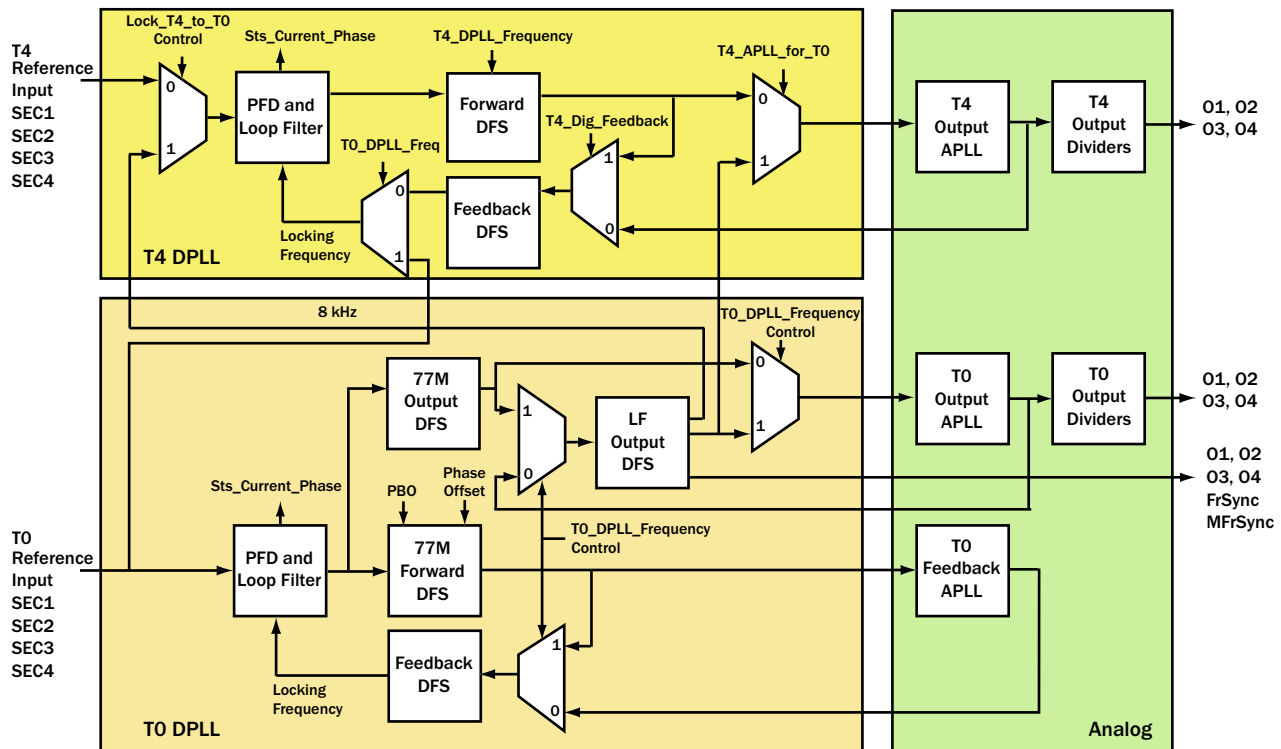 Lock_T4_to_T0
Control
Sts_Current_Phase
T4_DPLL_Frequency
T4_APLL_for_T0
T4
Reference
Input
SEC1
SEC2
SEC3
SEC4
0
1
PFD and
Loop Filter
Forward
DFS
T4_Dig_Feedback
T0_DPLL_Freq
1
0
Feedback
DFS
0
1
Locking
Frequency
0
1
T4
Output
APLL
T4
Output
Dividers
O1, O2
O3, O4
T4 DPLL
8 kHz
T0_DPLL_Frequency
Control
77M
Output
DFS
1
0
LF
Output
DFS
0
1
T0
Output
APLL
T0
Output
Dividers
O1, O2
O3, O4
O1, O2
O3, O4
FrSync
MFrSync
Sts_Current_Phase
PBO
Phase
Offset
T0_DPLL_Frequency
Control
T0
Reference
Input
SEC1
SEC2
SEC3
SEC4
PFD and
Loop Filter
77M
Forward
DFS
T0
Feedback
APLL
Feedback
DFS
1
0
Locking
Frequency
T0 DPLL
Analog